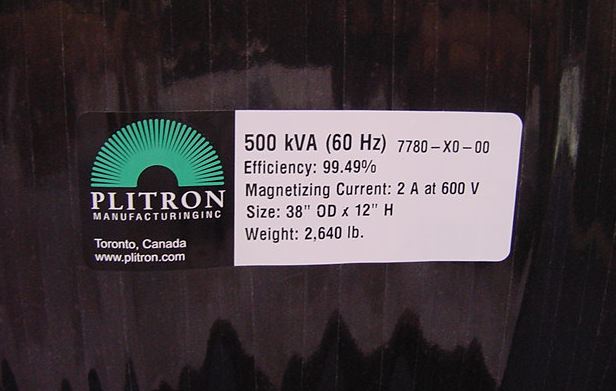 PLITRON
MANUFACTURINGINC
Toronto, Canada
www.plitron.com
500 kVA (60 Hz) 7780-X0-00
Efficiency: 99.49%
Magnetizing Current: 2 A at 600 V
Size: 38" OD x 12" H
Weight: 2,640 lb.